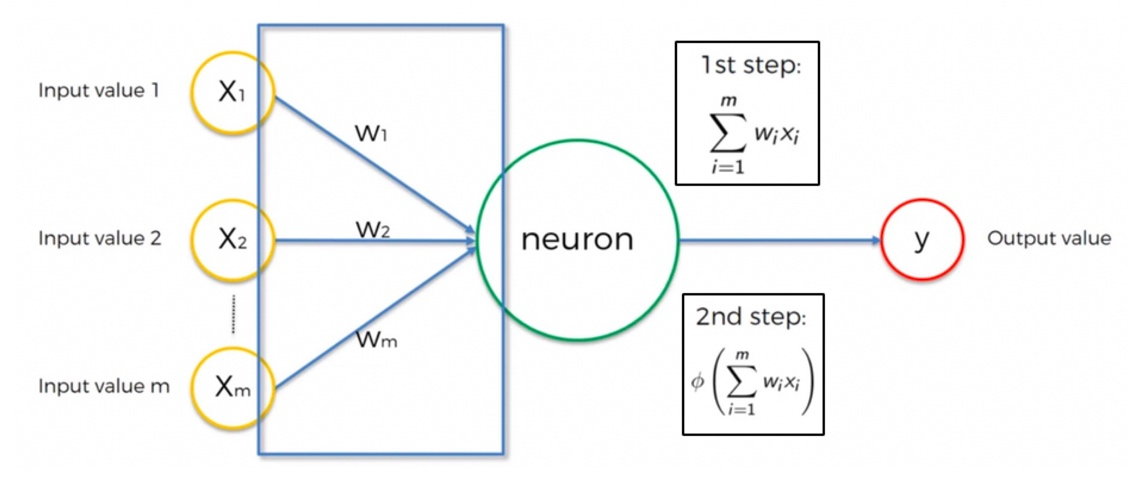 Input value 1
X₁
W₁
1st step:
m
∑ wᵢxᵢ
i=1
Input value 2
X₂
W₂
neuron
y
Output value
Input value m
Xₘ
Wₘ
2nd step:
m
ϕ(∑ wᵢxᵢ)
i=1